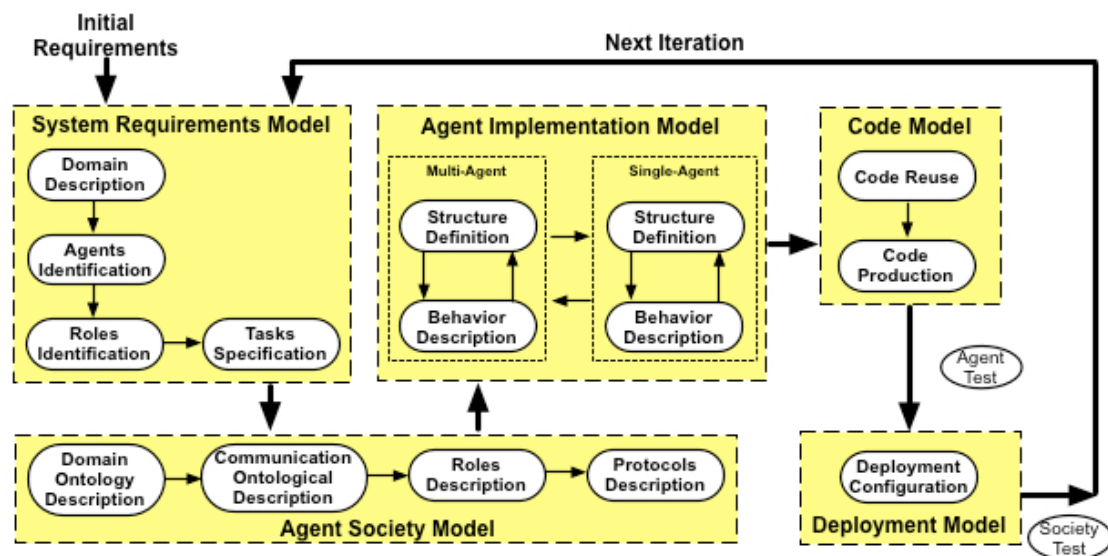 Initial
Requirements
Next Iteration
System Requirements Model
Domain
Description
Agents
Identification
Roles
Identification
Tasks
Specification
Agent Implementation Model
Multi-Agent
Structure
Definition
Behavior
Description
Single-Agent
Structure
Definition
Behavior
Description
Code Model
Code Reuse
Code
Production
Agent
Test
Domain
Ontology
Description
Communication
Ontological
Description
Roles
Description
Protocols
Description
Agent Society Model
Deployment
Configuration
Deployment Model
Society
Test